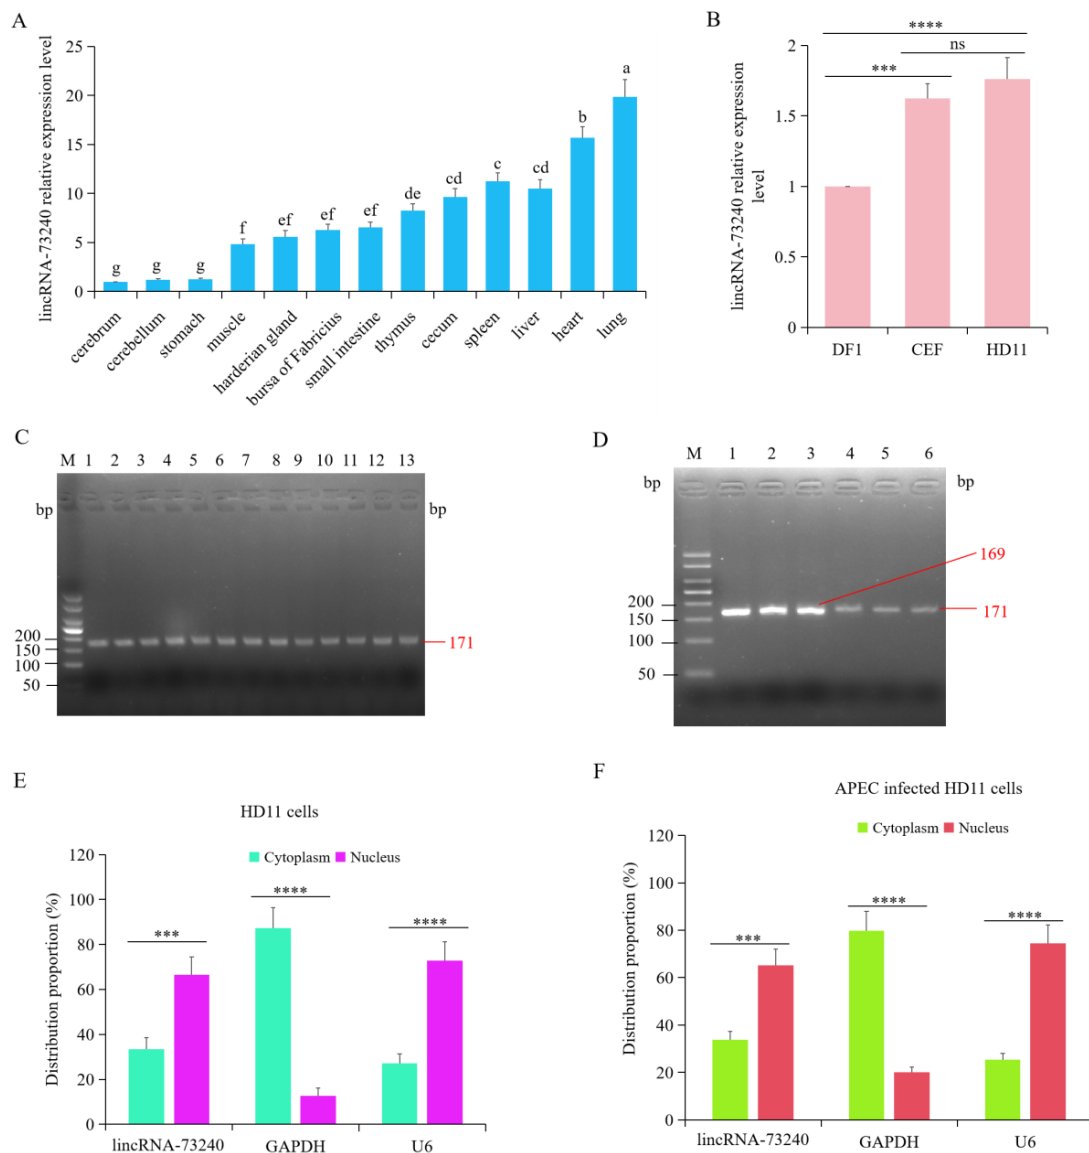 A
lincRNA-73240 relative expression level
25
20
15
10
5
0
g
g
g
f
ef
ef
ef
de
cd
c
cd
b
a
cerebrum
cerebellum
stomach
muscle
harderian gland
bursa of Fabricius
small intestine
thymus
cecum
spleen
liver
heart
lung
B
lincRNA-73240 relative expression
level
2
1.5
1
0.5
0
****
ns
***
DF1 CEF HD11
C
M 1 2 3 4 5 6 7 8 9 10 11 12 13
bp bp
200
150
100
50
171
D
M 1 2 3 4 5 6
bp bp
200
150
100
50
169
171
E
HD11 cells
Cytoplasm Nucleus
Distribution proportion (%)
120
100
80
60
40
20
0
***
****
****
lincRNA-73240 GAPDH U6
F
APEC infected HD11 cells
Cytoplasm Nucleus
Distribution proportion (%)
120
100
80
60
40
20
0
***
****
****
lincRNA-73240 GAPDH U6